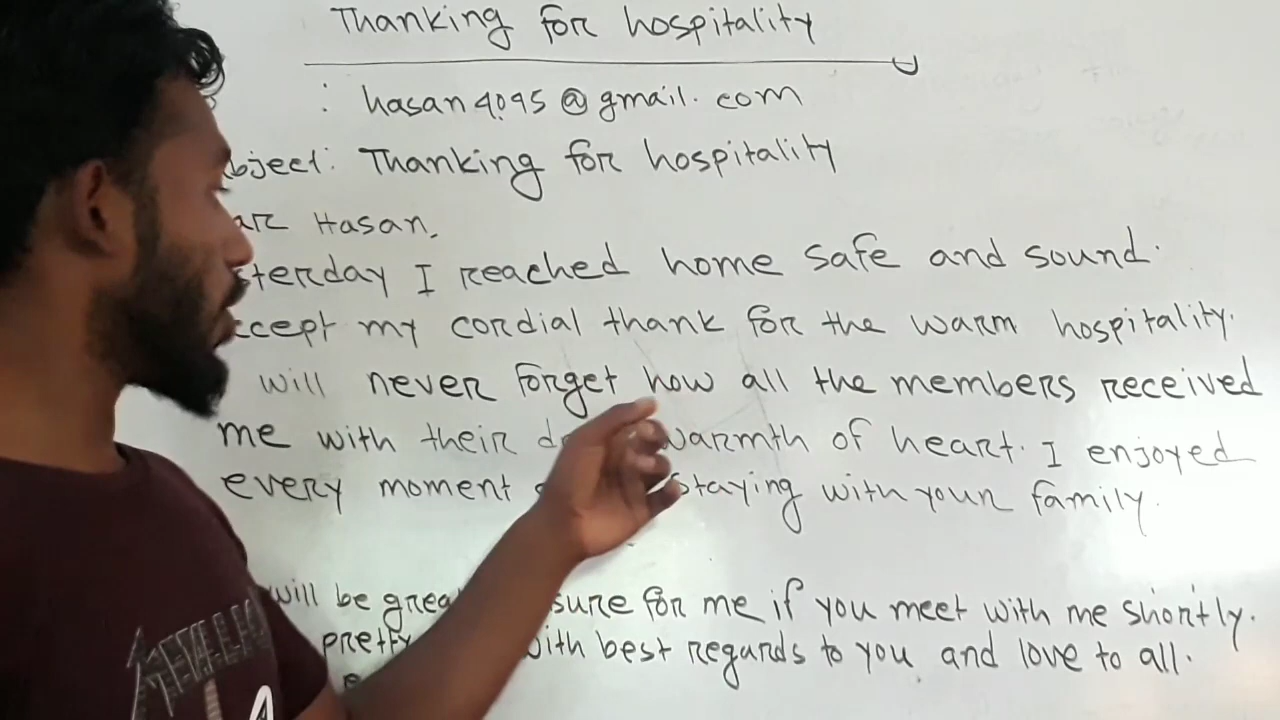 Thanking for hospitality
: hasan4095@gmail.com
bject: Thanking for hospitality
ar Hasan,
terday I reached home safe and sound.
ccept my cordial thank for the warm hospitality.
will never forget how all the members received
me with their warmth of heart. I enjoyed
every moment staying with your family.
will be grea sure for me if you meet with me shortly.
pretty with best regards to you and love to all.